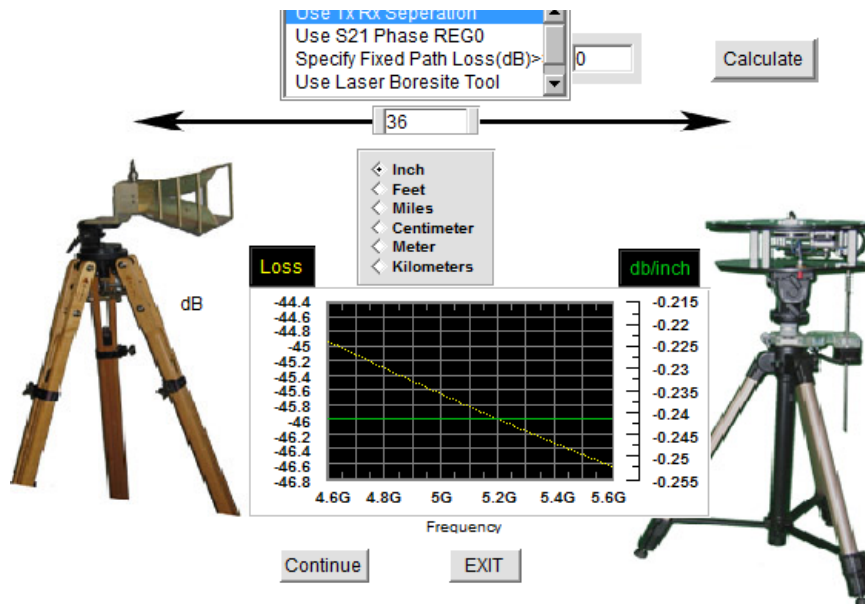 Use Tx Rx Seperation
Use S21 Phase REG0
Specify Fixed Path Loss(dB)>
Use Laser Boresite Tool
0
Calculate
36
Inch
Feet
Miles
Centimeter
Meter
Kilometers
Loss
db/inch
dB
-44.4
-44.6
-44.8
-45
-45.2
-45.4
-45.6
-45.8
-46
-46.2
-46.4
-46.6
-46.8
-0.215
-0.22
-0.225
-0.23
-0.235
-0.24
-0.245
-0.25
-0.255
4.6G 4.8G 5G 5.2G 5.4G 5.6G
Frequency
Continue
EXIT